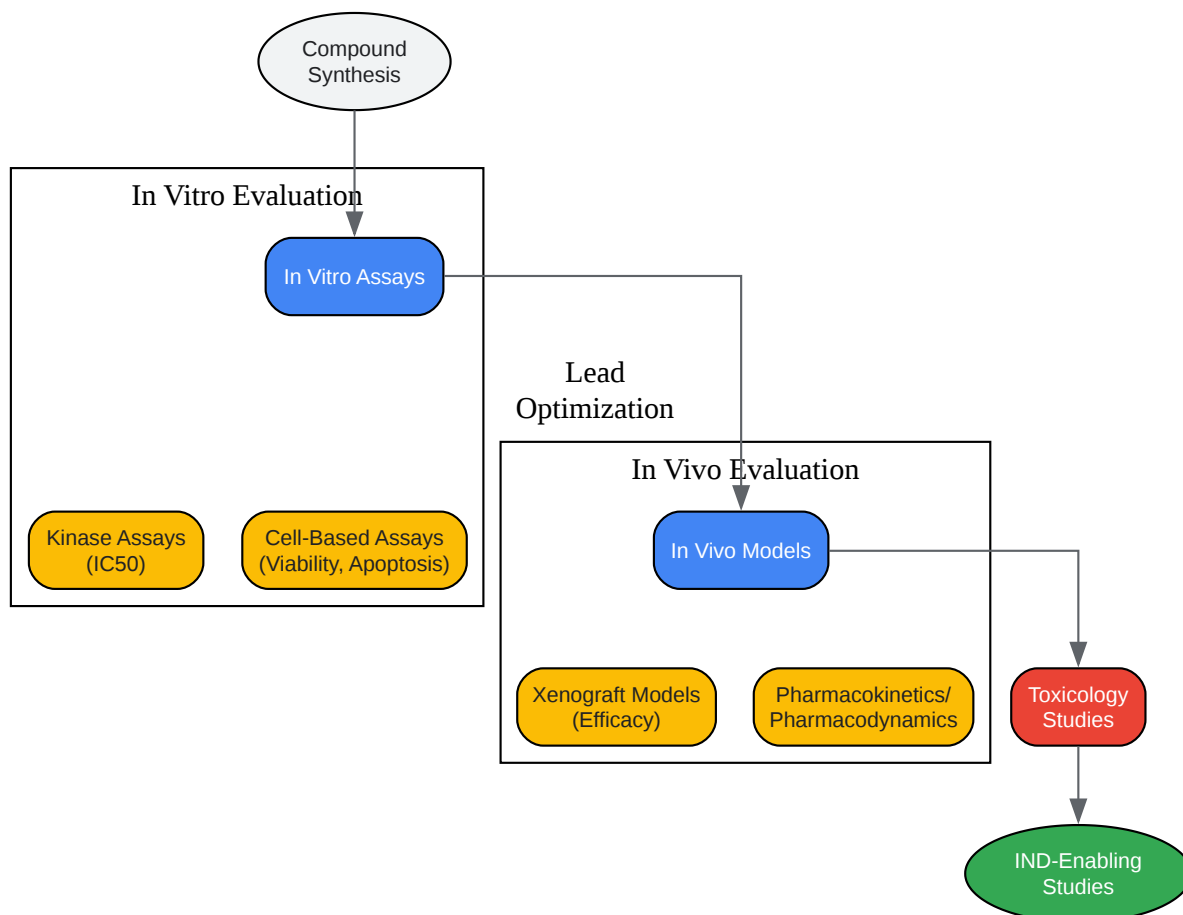 Compound
Synthesis
In Vitro Evaluation
In Vitro Assays
Lead
Optimization
In Vivo Evaluation
Kinase Assays
(IC50)
Cell-Based Assays
(Viability, Apoptosis)
In Vivo Models
Xenograft Models
(Efficacy)
Pharmacokinetics/
Pharmacodynamics
Toxicology
Studies
IND-Enabling
Studies